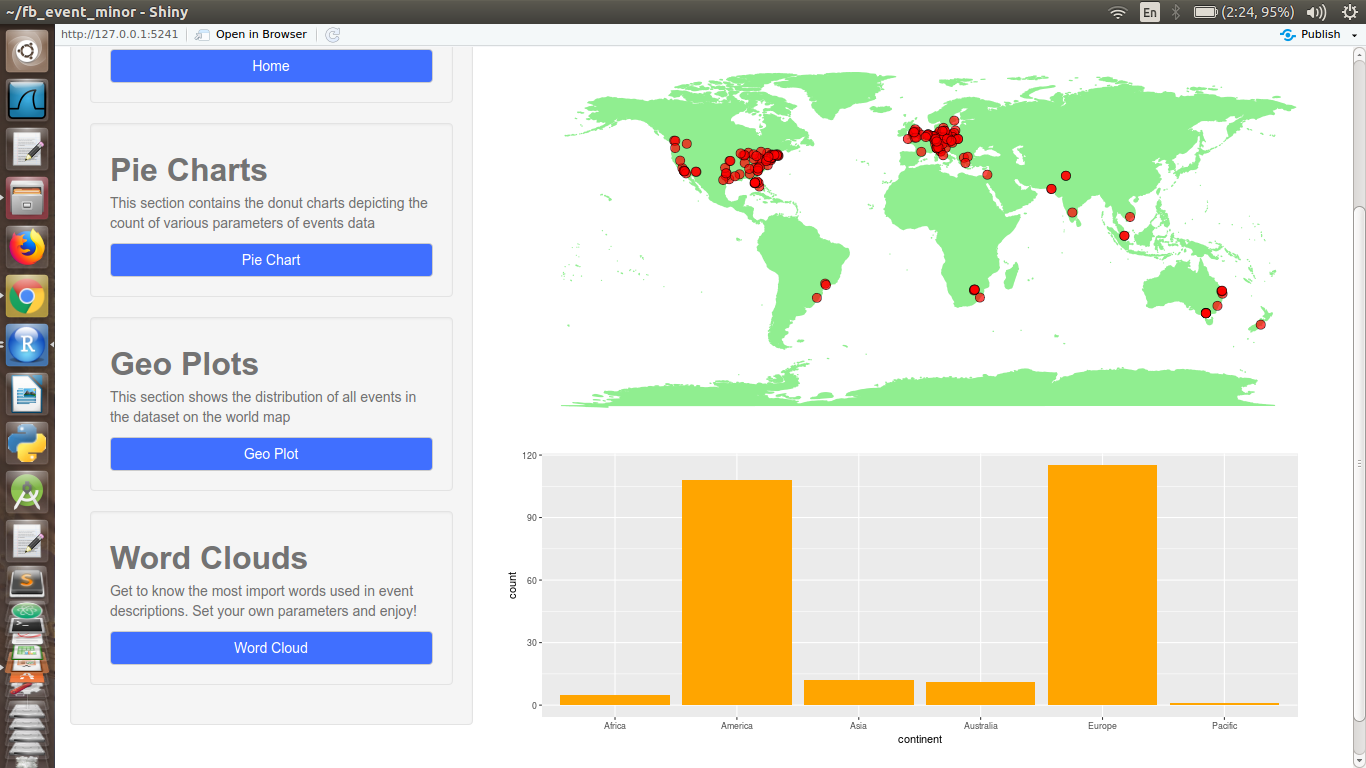 ~/fb_event_minor - Shiny
En
(2:24, 95%)
http://127.0.0.1:5241
Open in Browser
Publish
Home
Pie Charts
This section contains the donut charts depicting the
count of various parameters of events data
Pie Chart
Geo Plots
This section shows the distribution of all events in
the dataset on the world map
Geo Plot
Word Clouds
Get to know the most import words used in event
descriptions. Set your own parameters and enjoy!
Word Cloud
120
90
60
30
0
count
Africa
America
Asia
Australia
Europe
Pacific
continent
R
S